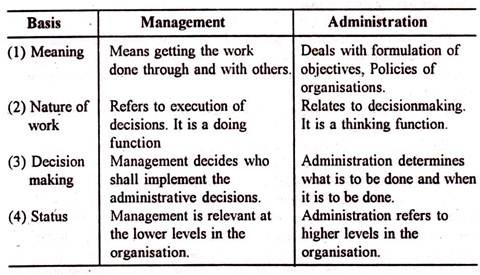 Basis Management Administration
(1) Meaning Means getting the work Deals with formulation of
done through and with others. objectives, Policies of
organisations.
(2) Nature of Refers to execution of Relates to decisionmaking.
work decisions. It is a doing It is a thinking function.
function
(3) Decision Management decides who Administration determines
making shall implement the what is to be done and when
administrative decisions. it is to be done.
(4) Status Management is relevant at Administration refers to
the lower levels in the higher levels in the
organisation. organisation.